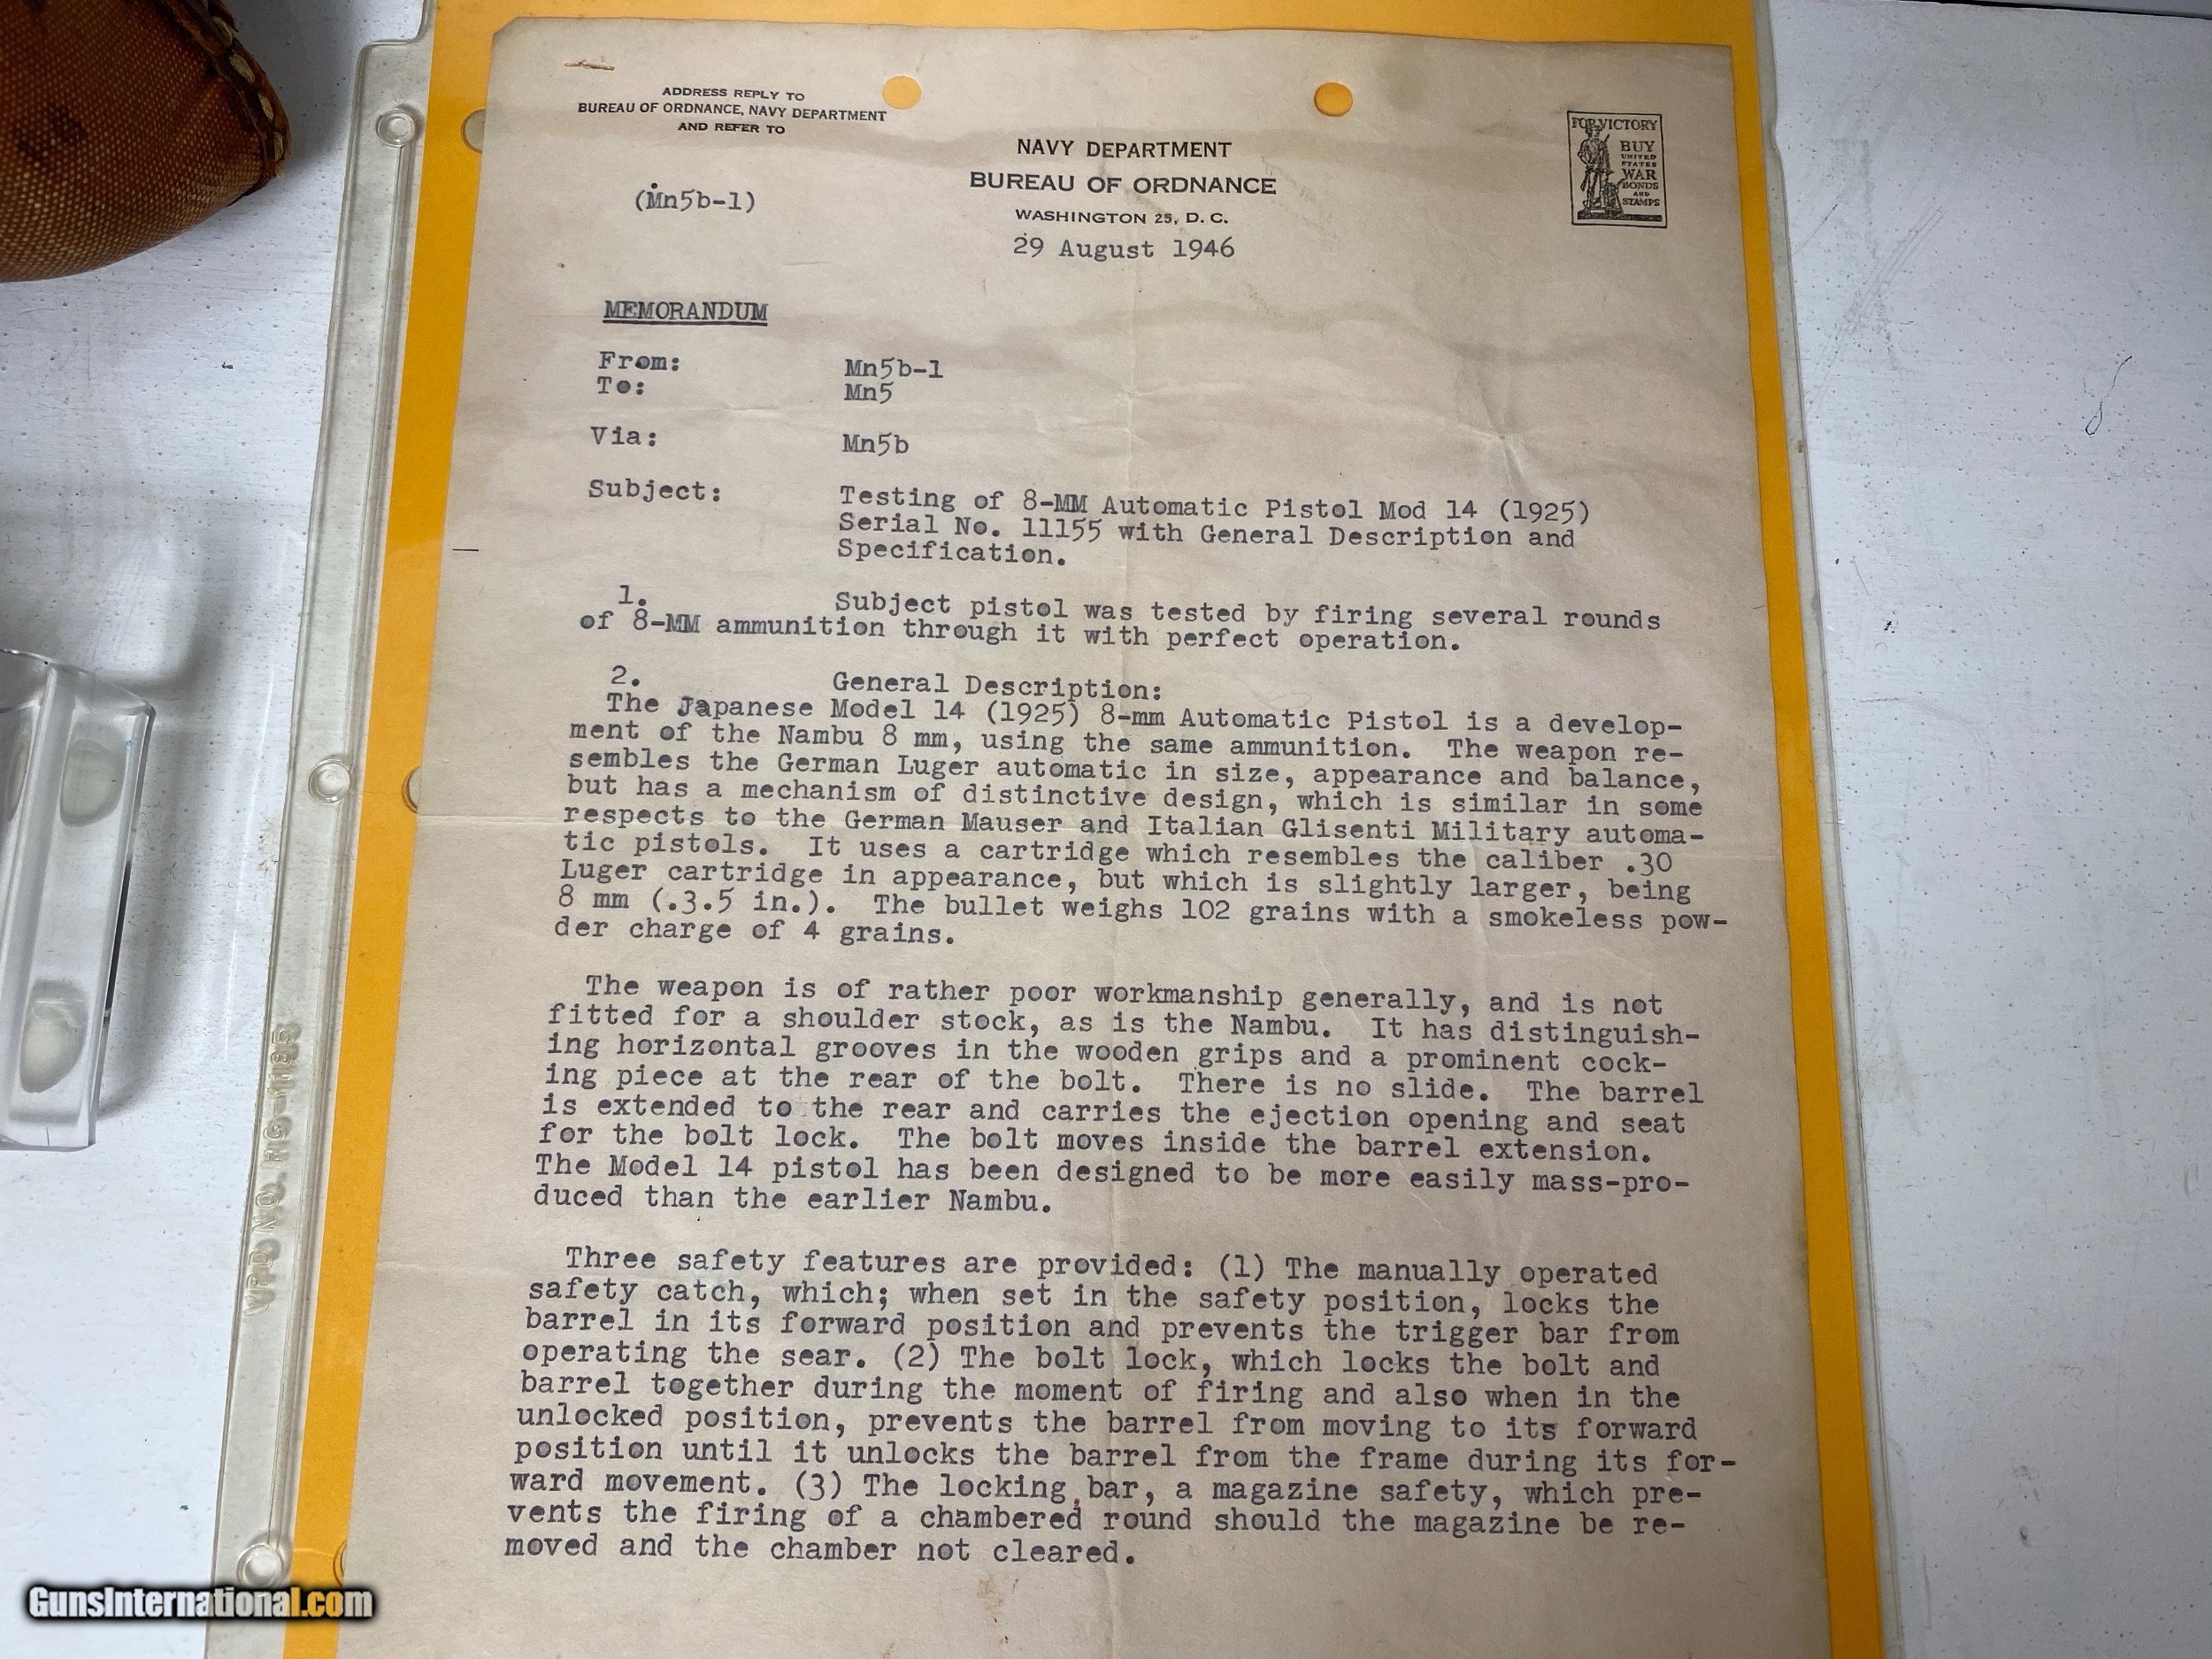 ADDRESS REPLY TO
BUREAU OF ORDNANCE, NAVY DEPARTMENT
AND REFER TO
(Mn5b-1)
NAVY DEPARTMENT
BUREAU OF ORDNANCE
WASHINGTON 25, D. C.
29 August 1946
FOR VICTORY
BUY
UNITED
STATES
WAR
BONDS
AND
STAMPS
MEMORANDUM
From: Mn5b-1
To: Mn5
Via: Mn5b
Subject: Testing of 8-MM Automatic Pistol Mod 14 (1925)
Serial No. 11155 with General Description and
Specification.
1. Subject pistol was tested by firing several rounds
of 8-MM ammunition through it with perfect operation.
2. General Description:
The Japanese Model 14 (1925) 8-mm Automatic Pistol is a develop-
ment of the Nambu 8 mm, using the same ammunition. The weapon re-
sembles the German Luger automatic in size, appearance and balance,
but has a mechanism of distinctive design, which is similar in some
respects to the German Mauser and Italian Glisenti Military automa-
tic pistols. It uses a cartridge which resembles the caliber .30
Luger cartridge in appearance, but which is slightly larger, being
8 mm (.3.5 in.). The bullet weighs 102 grains with a smokeless pow-
der charge of 4 grains.
The weapon is of rather poor workmanship generally, and is not
fitted for a shoulder stock, as is the Nambu. It has distinguish-
ing horizontal grooves in the wooden grips and a prominent cock-
ing piece at the rear of the bolt. There is no slide. The barrel
is extended to the rear and carries the ejection opening and seat
for the bolt lock. The bolt moves inside the barrel extension.
The Model 14 pistol has been designed to be more easily mass-pro-
duced than the earlier Nambu.
Three safety features are provided: (1) The manually operated
safety catch, which; when set in the safety position, locks the
barrel in its forward position and prevents the trigger bar from
operating the sear. (2) The bolt lock, which locks the bolt and
barrel together during the moment of firing and also when in the
unlocked position, prevents the barrel from moving to its forward
position until it unlocks the barrel from the frame during its for-
ward movement. (3) The locking bar, a magazine safety, which pre-
vents the firing of a chambered round should the magazine be re-
moved and the chamber not cleared.
VPD NO. RG-1185
GunsInternational.com